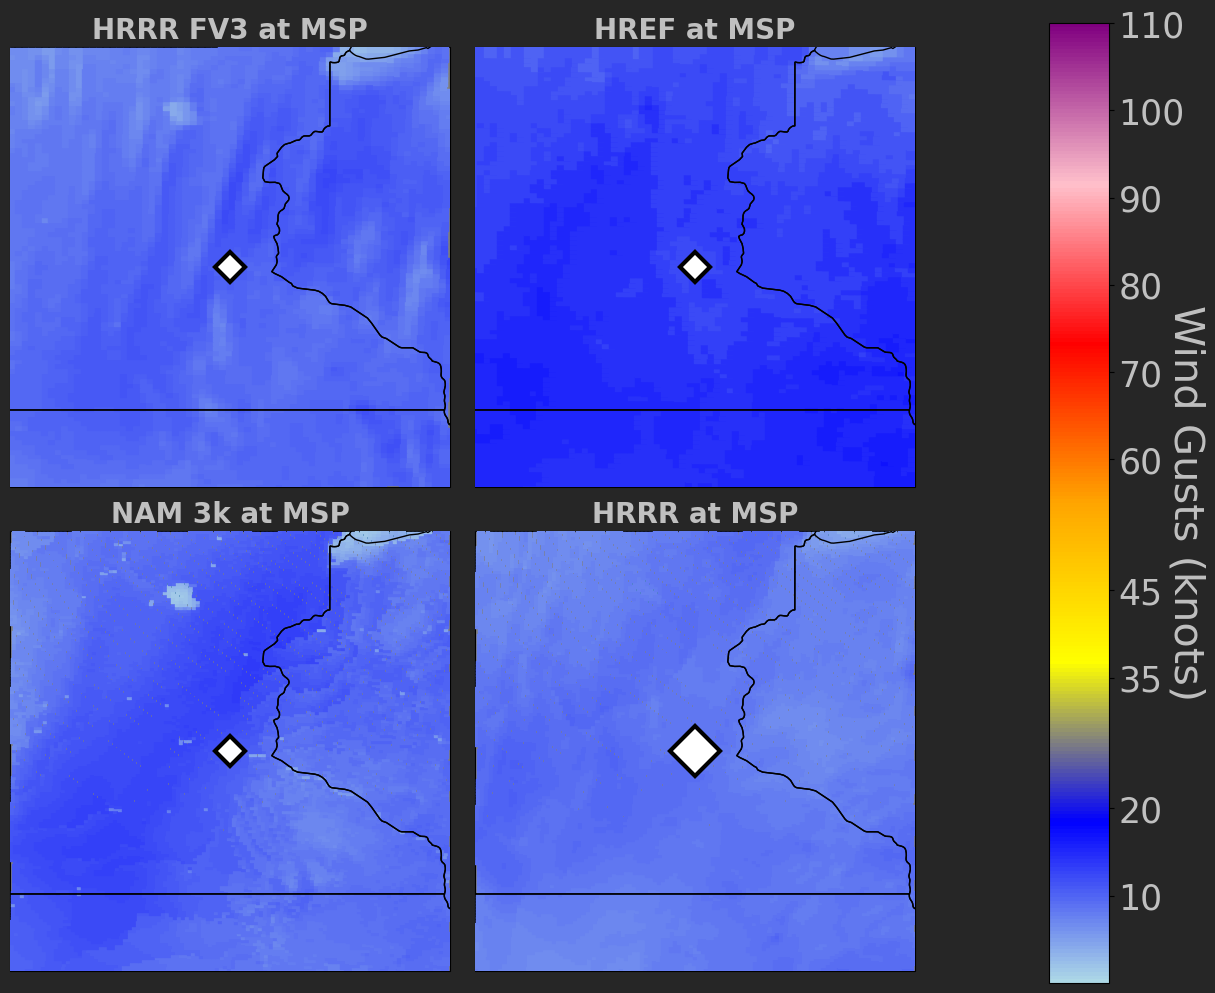 HRRR FV3 at MSP
HREF at MSP
NAM 3k at MSP
HRRR at MSP
110
100
90
80
70
60
45
35
20
10
Wind Gusts (knots)